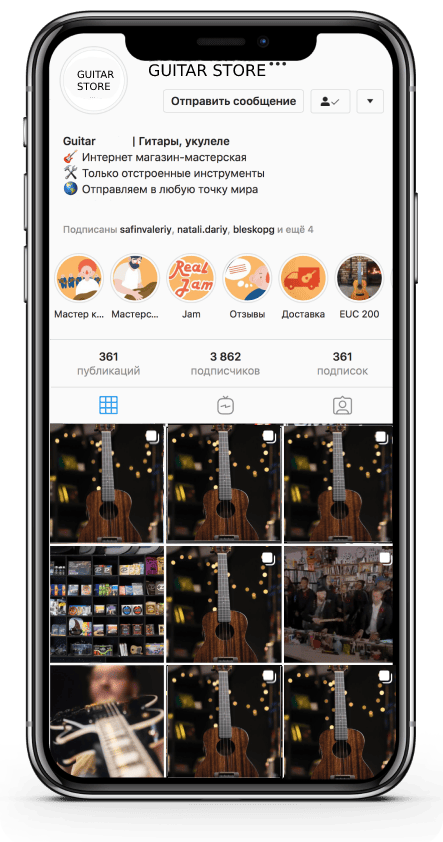 GUITAR
STORE
GUITAR STORE
Отправить сообщение
Guitar | Гитары, укулеле
Интернет магазин-мастерская
Только отстроенные инструменты
Отправляем в любую точку мира
Подписаны safinvaleriy, natali.dariy, bleskopg и ещё 4
Real
Jam
Мастер к... Мастерс... Jam Отзывы Доставка EUC 200
361 3 862 361
публикаций подписчиков подписок